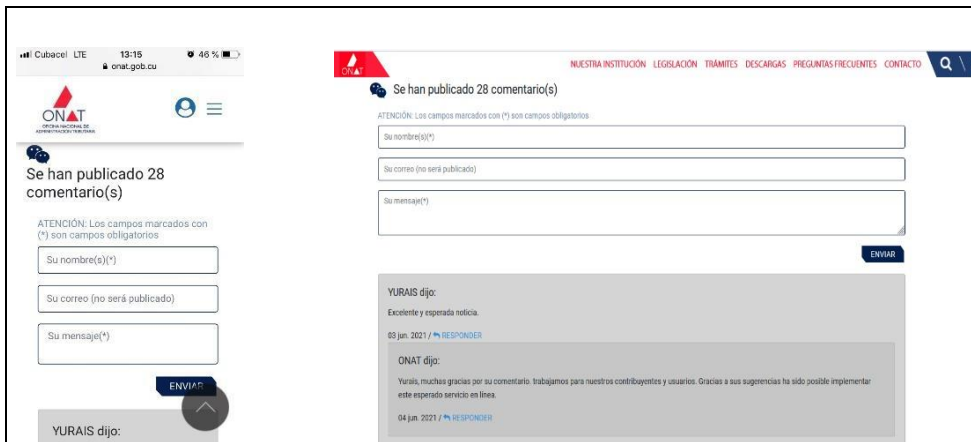 Cubacel LTE 13:15 46 %
onat.gob.cu
ONAT
OFICINA NACIONAL DE
ADMINISTRACIÓN TRIBUTARIA
Se han publicado 28
comentario(s)
ATENCIÓN: Los campos marcados con
(*) son campos obligatorios
Su nombre(s)(*)
Su correo (no será publicado)
Su mensaje(*)
ENVIAR
YURAIS dijo:
ONAT
NUESTRA INSTITUCIÓN LEGISLACIÓN TRÁMITES DESCARGAS PREGUNTAS FRECUENTES CONTACTO
Se han publicado 28 comentario(s)
ATENCIÓN: Los campos marcados con (*) son campos obligatorios
Su nombre(s)(*)
Su correo (no será publicado)
Su mensaje(*)
ENVIAR
YURAIS dijo:
Excelente y esperada noticia.
03 jun. 2021 / RESPONDER
ONAT dijo:
Yurais, muchas gracias por su comentario. trabajamos para nuestros contribuyentes y usuarios. Gracias a sus sugerencias ha sido posible implementar
este esperado servicio en línea.
04 jun. 2021 / RESPONDER